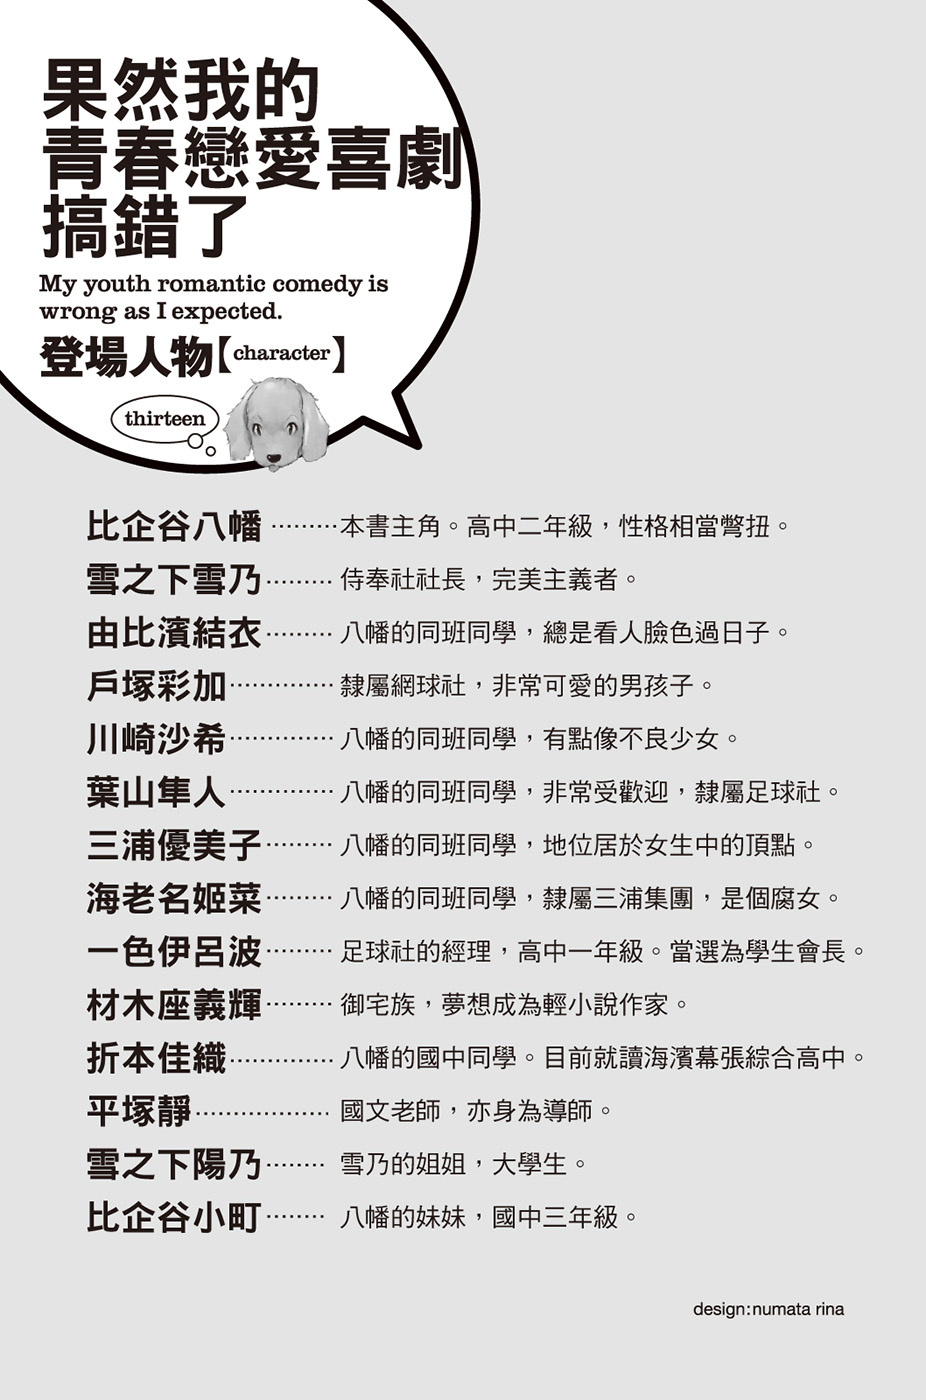 果然我的
青春戀愛喜劇
搞錯了
My youth romantic comedy is
wrong as I expected.
登場人物【character】
thirteen
比企谷八幡………本書主角。高中二年級，性格相當彆扭。
雪之下雪乃………侍奉社社長，完美主義者。
由比濱結衣………八幡的同班同學，總是看人臉色過日子。
戶塚彩加……………隸屬網球社，非常可愛的男孩子。
川崎沙希……………八幡的同班同學，有點像不良少女。
葉山隼人……………八幡的同班同學，非常受歡迎，隸屬足球社。
三浦優美子………八幡的同班同學，地位居於女生中的頂點。
海老名姬菜………八幡的同班同學，隸屬三浦集團，是個腐女。
一色伊呂波………足球社的經理，高中一年級。當選為學生會長。
材木座義輝………御宅族，夢想成為輕小說作家。
折本佳織……………八幡的國中同學。目前就讀海濱幕張綜合高中。
平塚靜………………國文老師，亦身為導師。
雪之下陽乃………雪乃的姐姐，大學生。
比企谷小町………八幡的妹妹，國中三年級。
design:numata rina